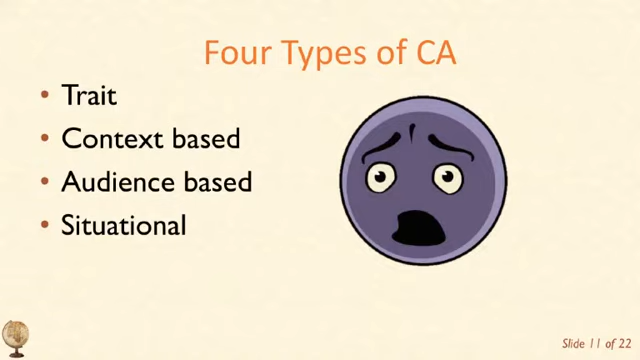 Four Types of CA
• Trait
• Context based
• Audience based
• Situational
Slide 11 of 22